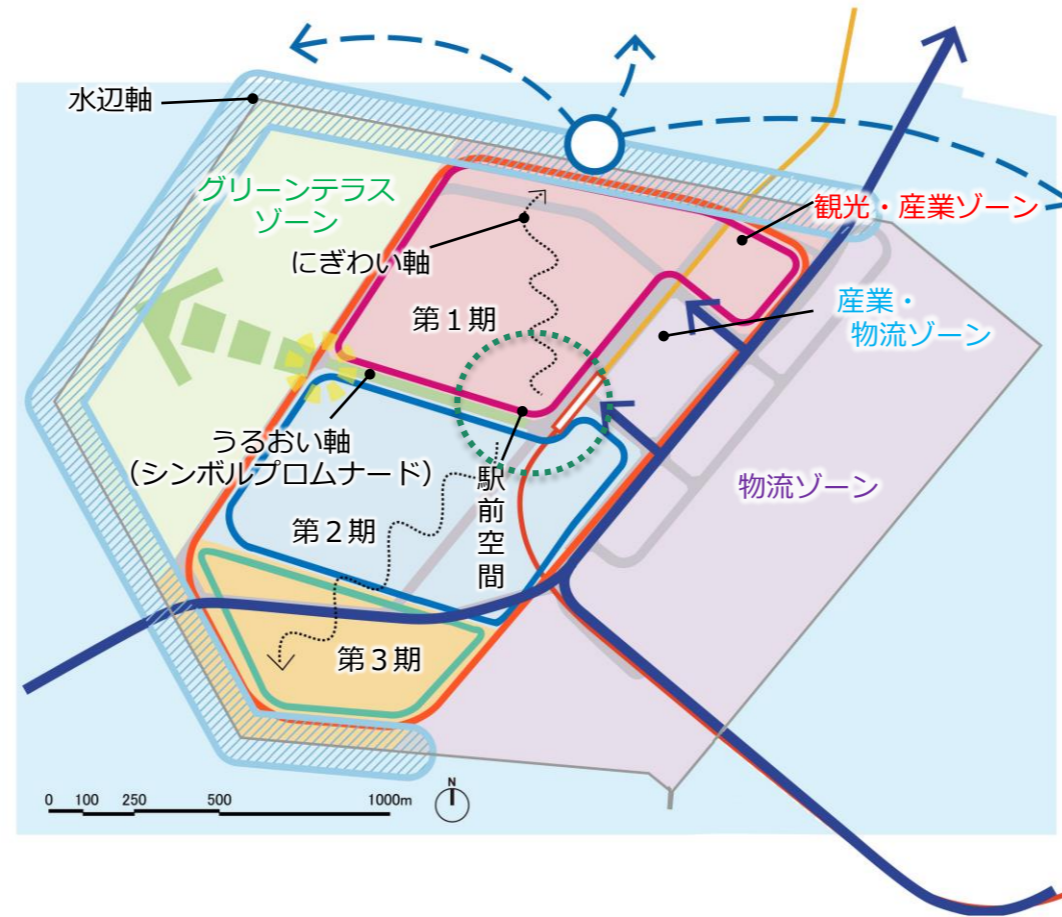 水辺軸
グリーンテラス
ゾーン
観光・産業ゾーン
にぎわい軸
産業・
物流ゾーン
第1期
うるおい軸
(シンボルプロムナード)
駅前空間
物流ゾーン
第2期
第3期
0 100 250 500 1000m
N